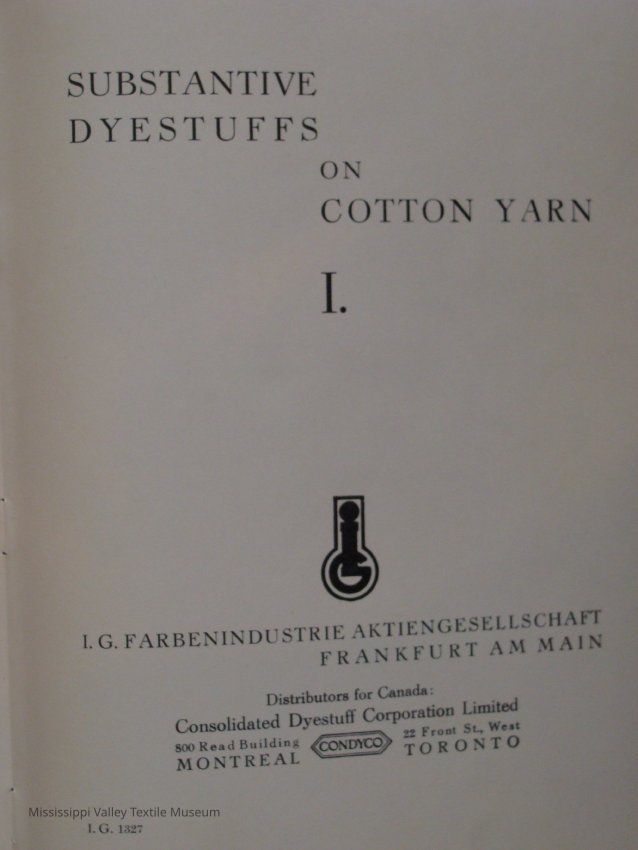 SUBSTANTIVE
DYESTUFFS
ON
COTTON YARN
I.
IG
I. G. FARBENINDUSTRIE AKTIENGESELLSCHAFT
FRANKFURT AM MAIN
Distributors for Canada:
Consolidated Dyestuff Corporation Limited
800 Read Building
MONTREAL
CONDYCO
22 Front St., West
TORONTO
Mississippi Valley Textile Museum
I. G. 1327